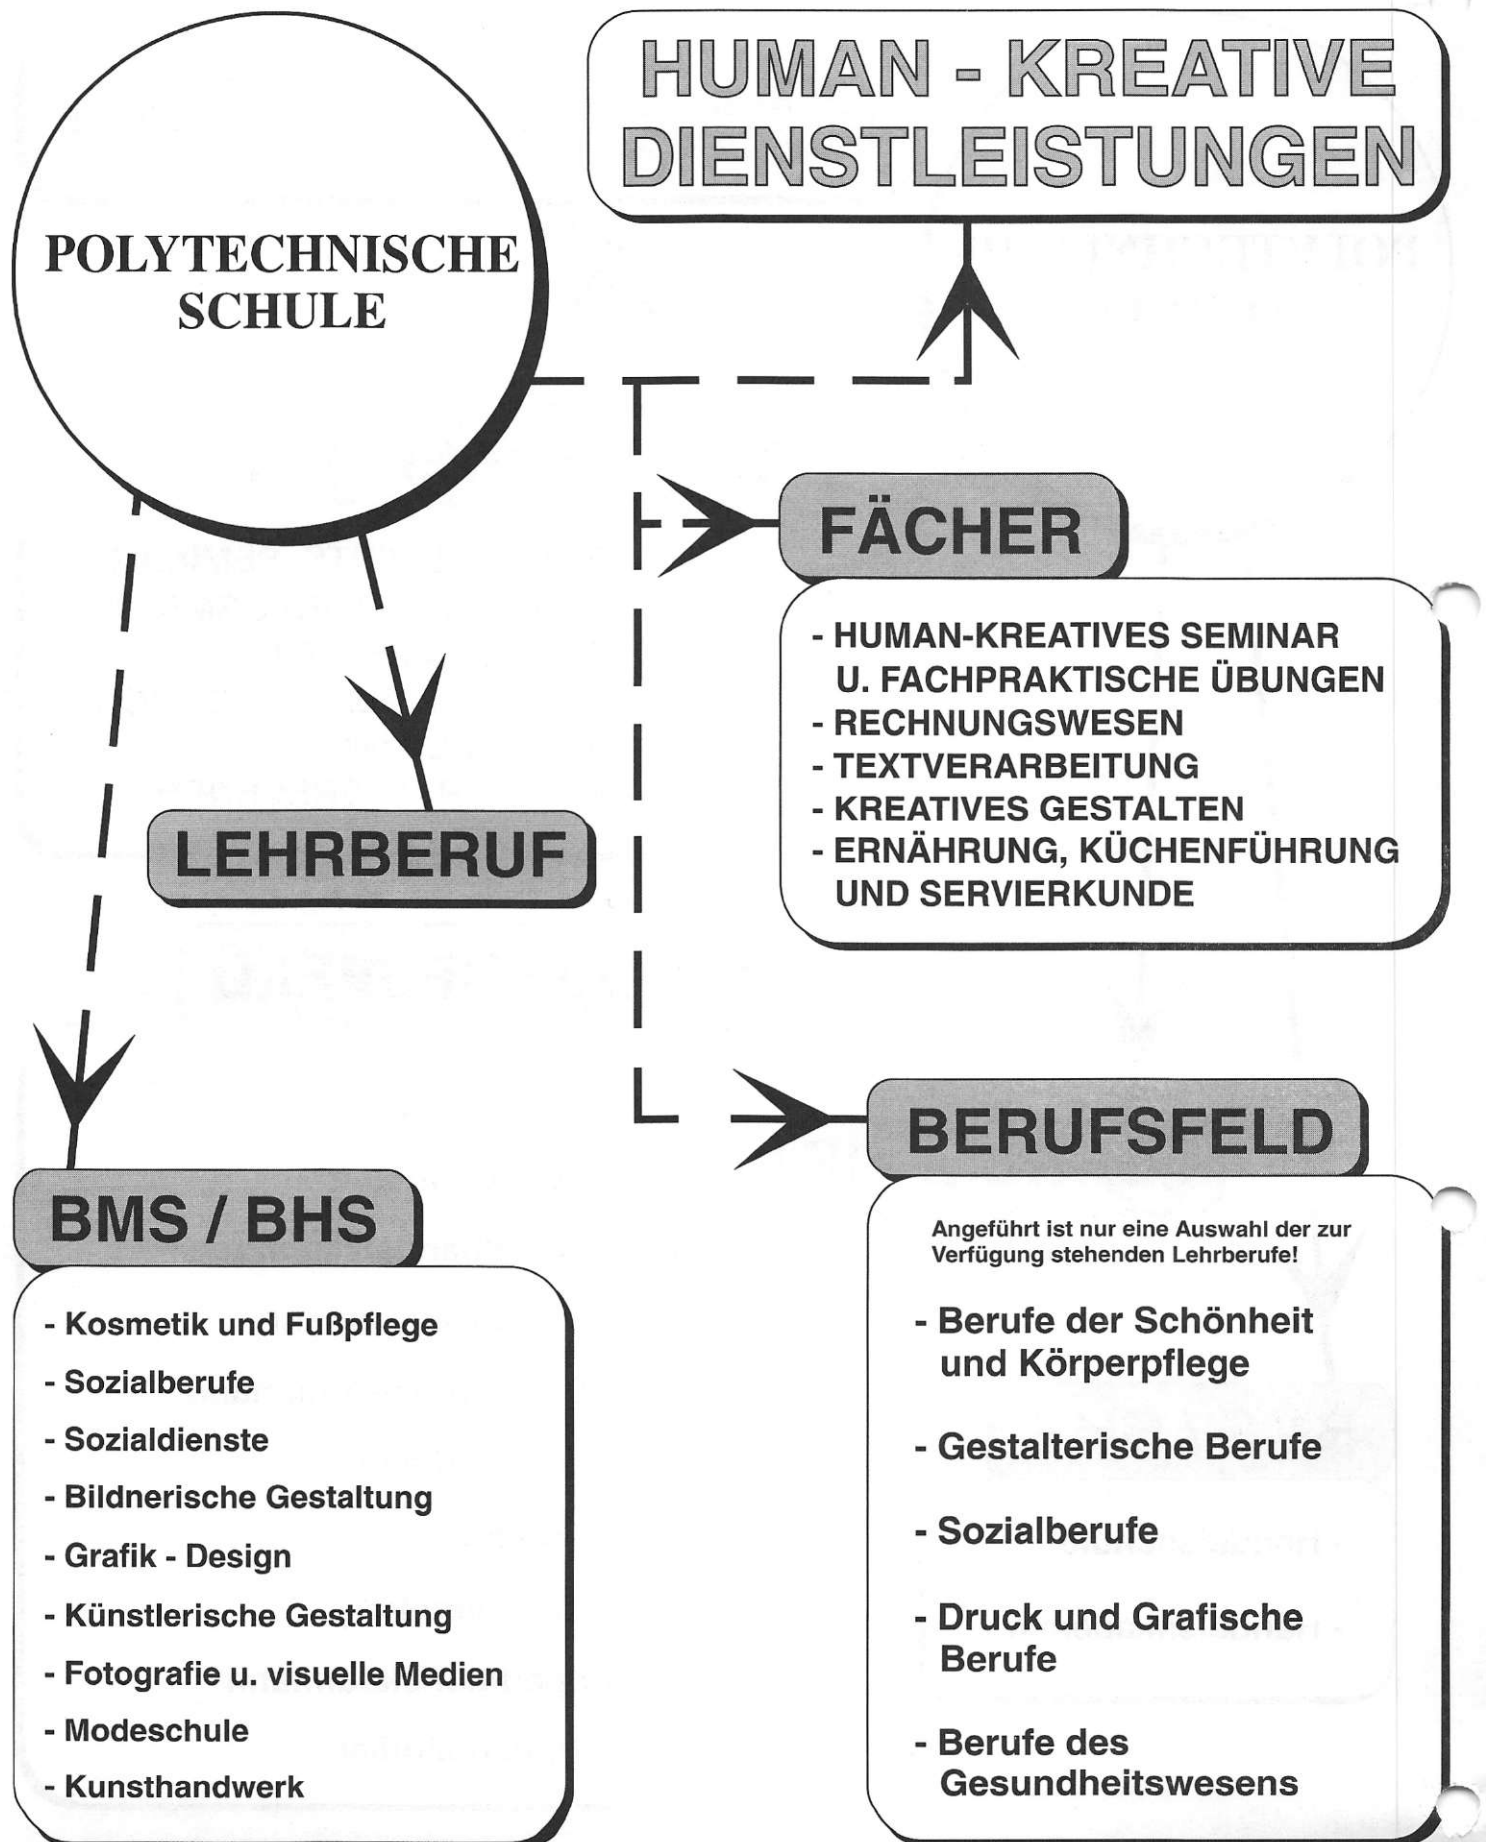 POLYTECHNISCHE
SCHULE
HUMAN - KREATIVE
DIENSTLEISTUNGEN
FÄCHER
- HUMAN-KREATIVES SEMINAR
U. FACHPRAKTISCHE ÜBUNGEN
- RECHNUNGSWESEN
- TEXTVERARBEITUNG
- KREATIVES GESTALTEN
- ERNÄHRUNG, KÜCHENFÜHRUNG
UND SERVIERKUNDE
LEHRBERUF
BMS / BHS
- Kosmetik und Fußpflege
- Sozialberufe
- Sozialdienste
- Bildnerische Gestaltung
- Grafik - Design
- Künstlerische Gestaltung
- Fotografie u. visuelle Medien
- Modeschule
- Kunsthandwerk
BERUFSFELD
Angeführt ist nur eine Auswahl der zur
Verfügung stehenden Lehrberufe!
- Berufe der Schönheit
und Körperpflege
- Gestalterische Berufe
- Sozialberufe
- Druck und Grafische
Berufe
- Berufe des
Gesundheitswesens